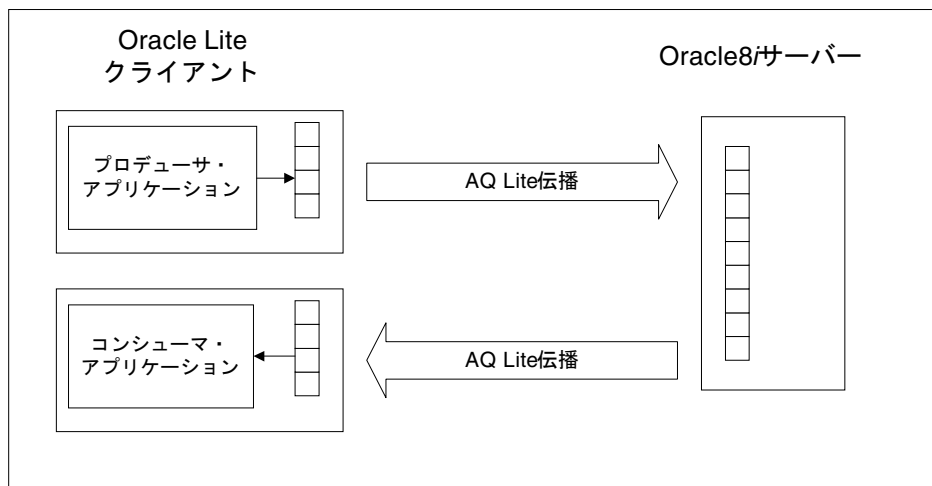 Oracle Lite
クライアント
Oracle8iサーバー
プロデューサ・
アプリケーション
AQ Lite伝播
コンシューマ・
アプリケーション
AQ Lite伝播